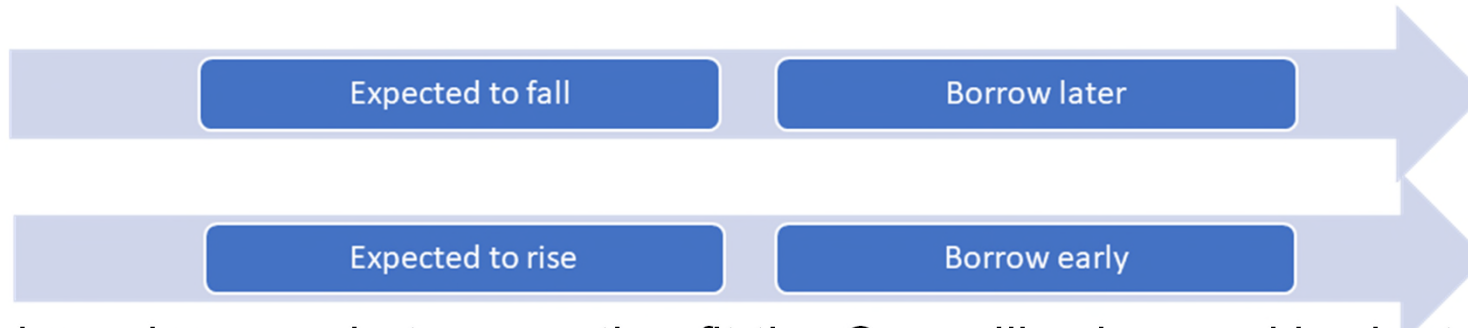 Expected to fall
Borrow later
Expected to rise
Borrow early